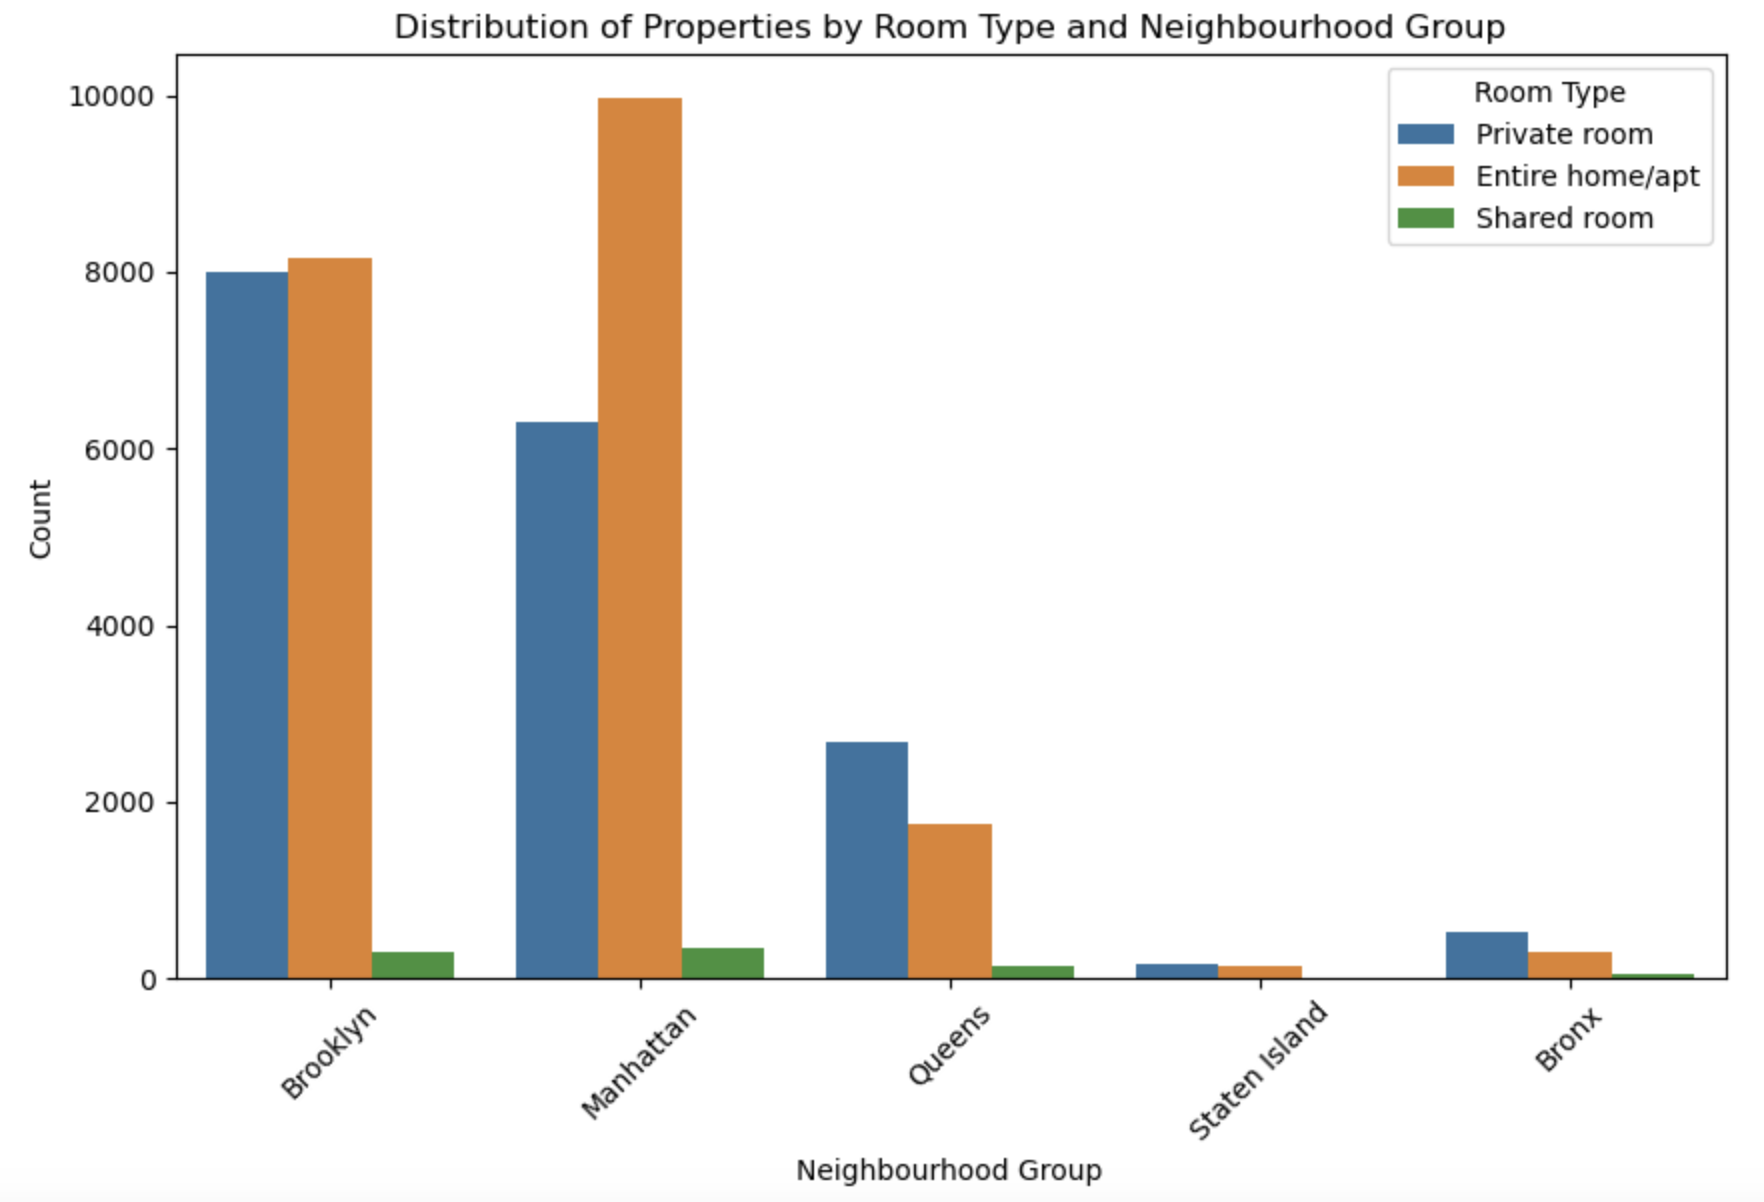 Distribution of Properties by Room Type and Neighbourhood Group
Room Type
Private room
Entire home/apt
Shared room
10000
8000
6000
4000
2000
0
Count
Brooklyn
Manhattan
Queens
Staten Island
Bronx
Neighbourhood Group